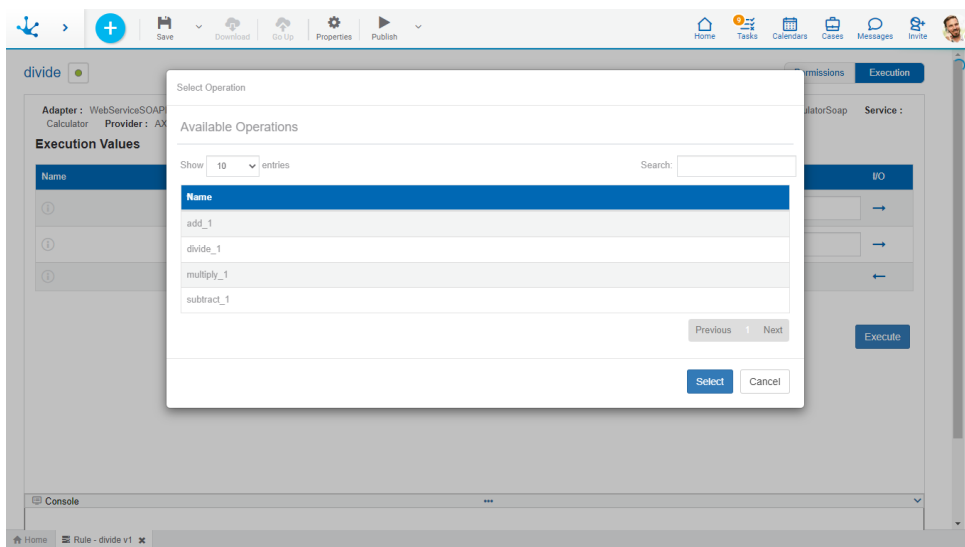 Save
Download
Go Up
Properties
Publish
Home
9
Tasks
Calendars
Cases
Messages
Invite
divide
Execution
Select Operation
Adapter : WebServiceSOAP
Service :
Calculator Provider : AX
Execution Values
Available Operations
Show 10 entries
Search:
Name
I/O
Name
add_1
divide_1
multiply_1
subtract_1
Previous 1 Next
Execute
Select
Cancel
Console
Home
Rule - divide v1